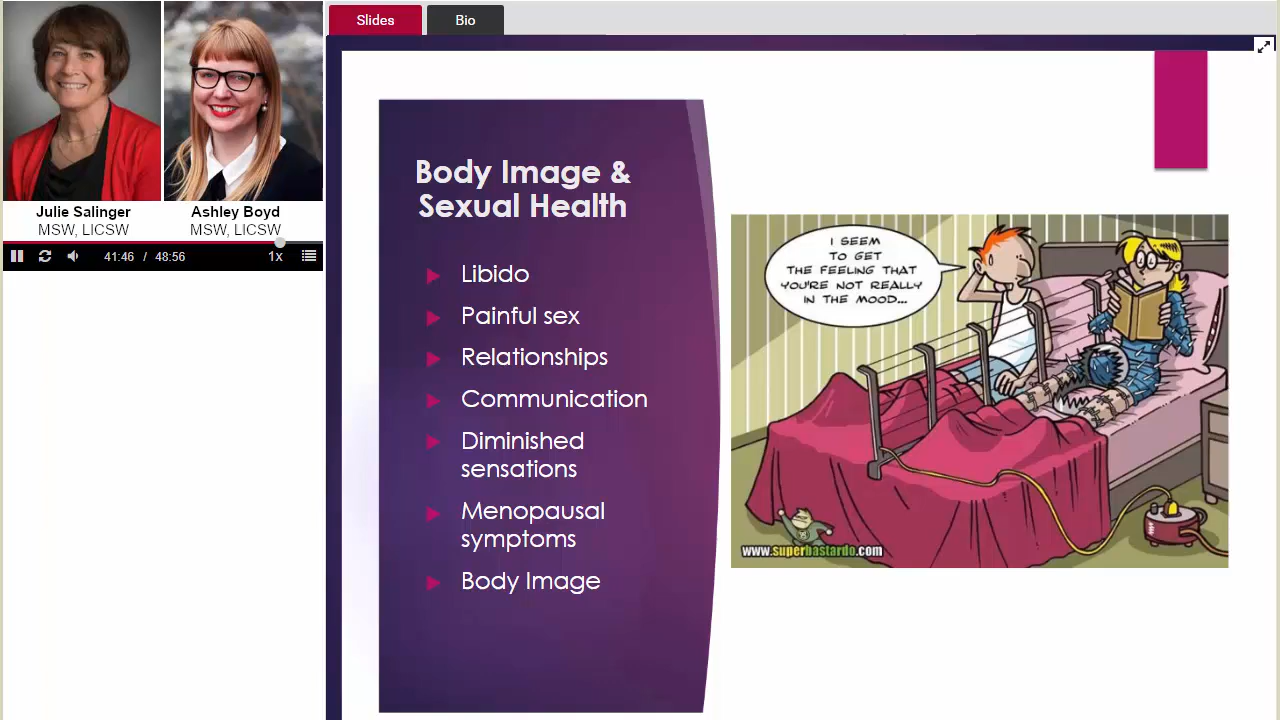 Slides
Bio
Julie Salinger
MSW, LICSW
Ashley Boyd
MSW, LICSW
41:46 / 48:56
1x
Body Image &
Sexual Health
Libido
Painful sex
Relationships
Communication
Diminished
sensations
Menopausal
symptoms
Body Image
I SEEM
TO GET
THE FEELING THAT
YOU'RE NOT REALLY
IN THE MOOD...
www.superbastardo.com